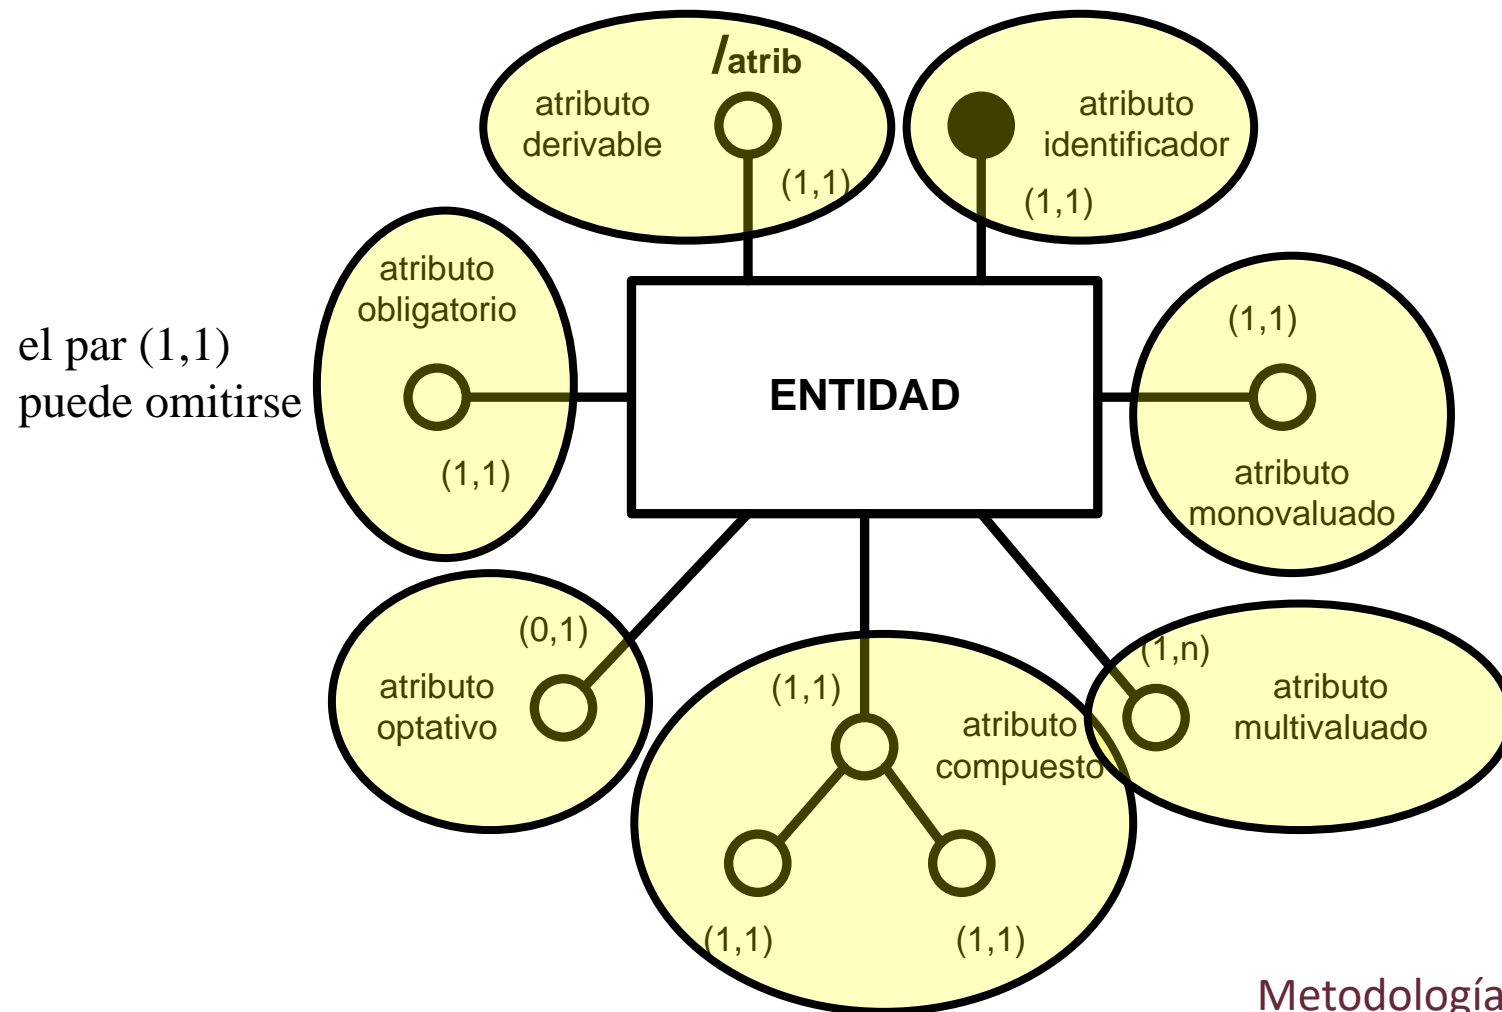 /atrib
atributo
derivable
(1,1)
atributo
identificador
(1,1)
atributo
obligatorio
(1,1)
el par (1,1)
puede omitirse
ENTIDAD
(1,1)
atributo
monovaluado
(0,1)
atributo
optativo
(1,1)
atributo
compuesto
(1,1)
(1,1)
(1,n)
atributo
multivaluado
Metodología